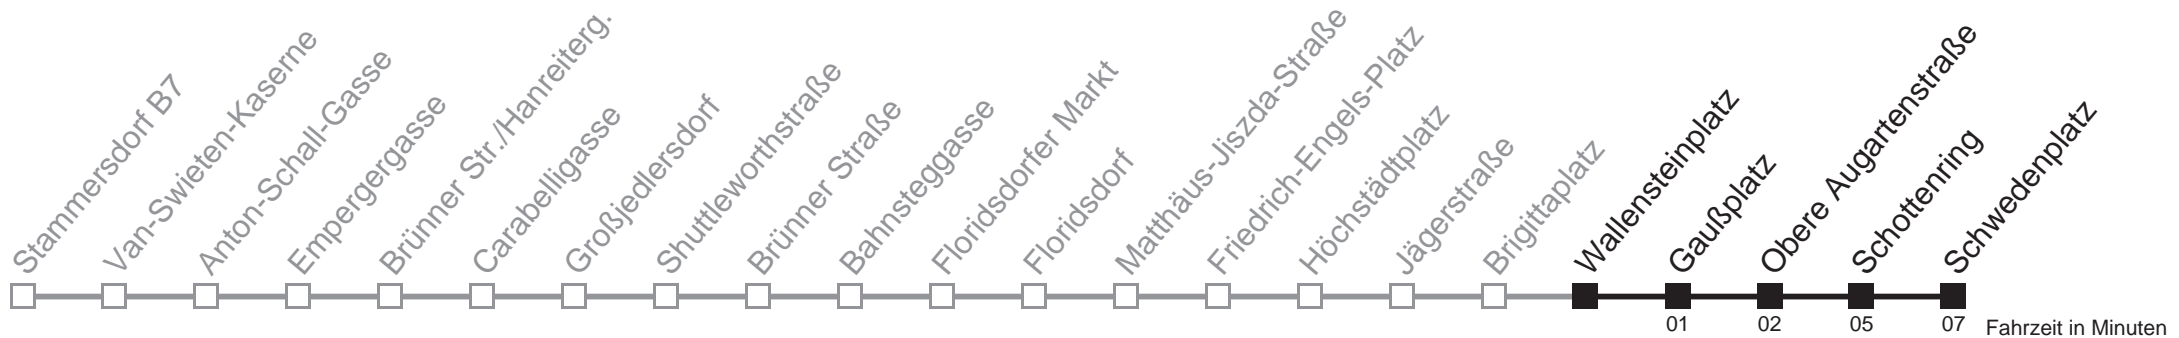 Stammersdorf B7
Van-Swieten-Kaserne
Anton-Schall-Gasse
Empergergasse
Brünner Str./Hanreiterg.
Carabelligasse
Großjedlersdorf
Shuttleworthstraße
Brünner Straße
Bahnsteggasse
Floridsdorfer Markt
Floridsdorf
Matthäus-Jiszda-Straße
Friedrich-Engels-Platz
Höchstädtplatz
Jägerstraße
Brigittaplatz
Wallensteinplatz
Gaußplatz
Obere Augartenstraße
Schottenring
Schwedenplatz
01 02 05 07 Fahrzeit in Minuten